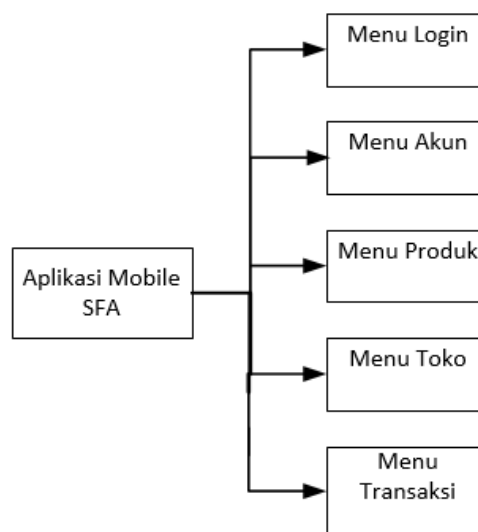 Menu Login
Menu Akun
Menu Produk
Aplikasi Mobile
SFA
Menu Toko
Menu
Transaksi